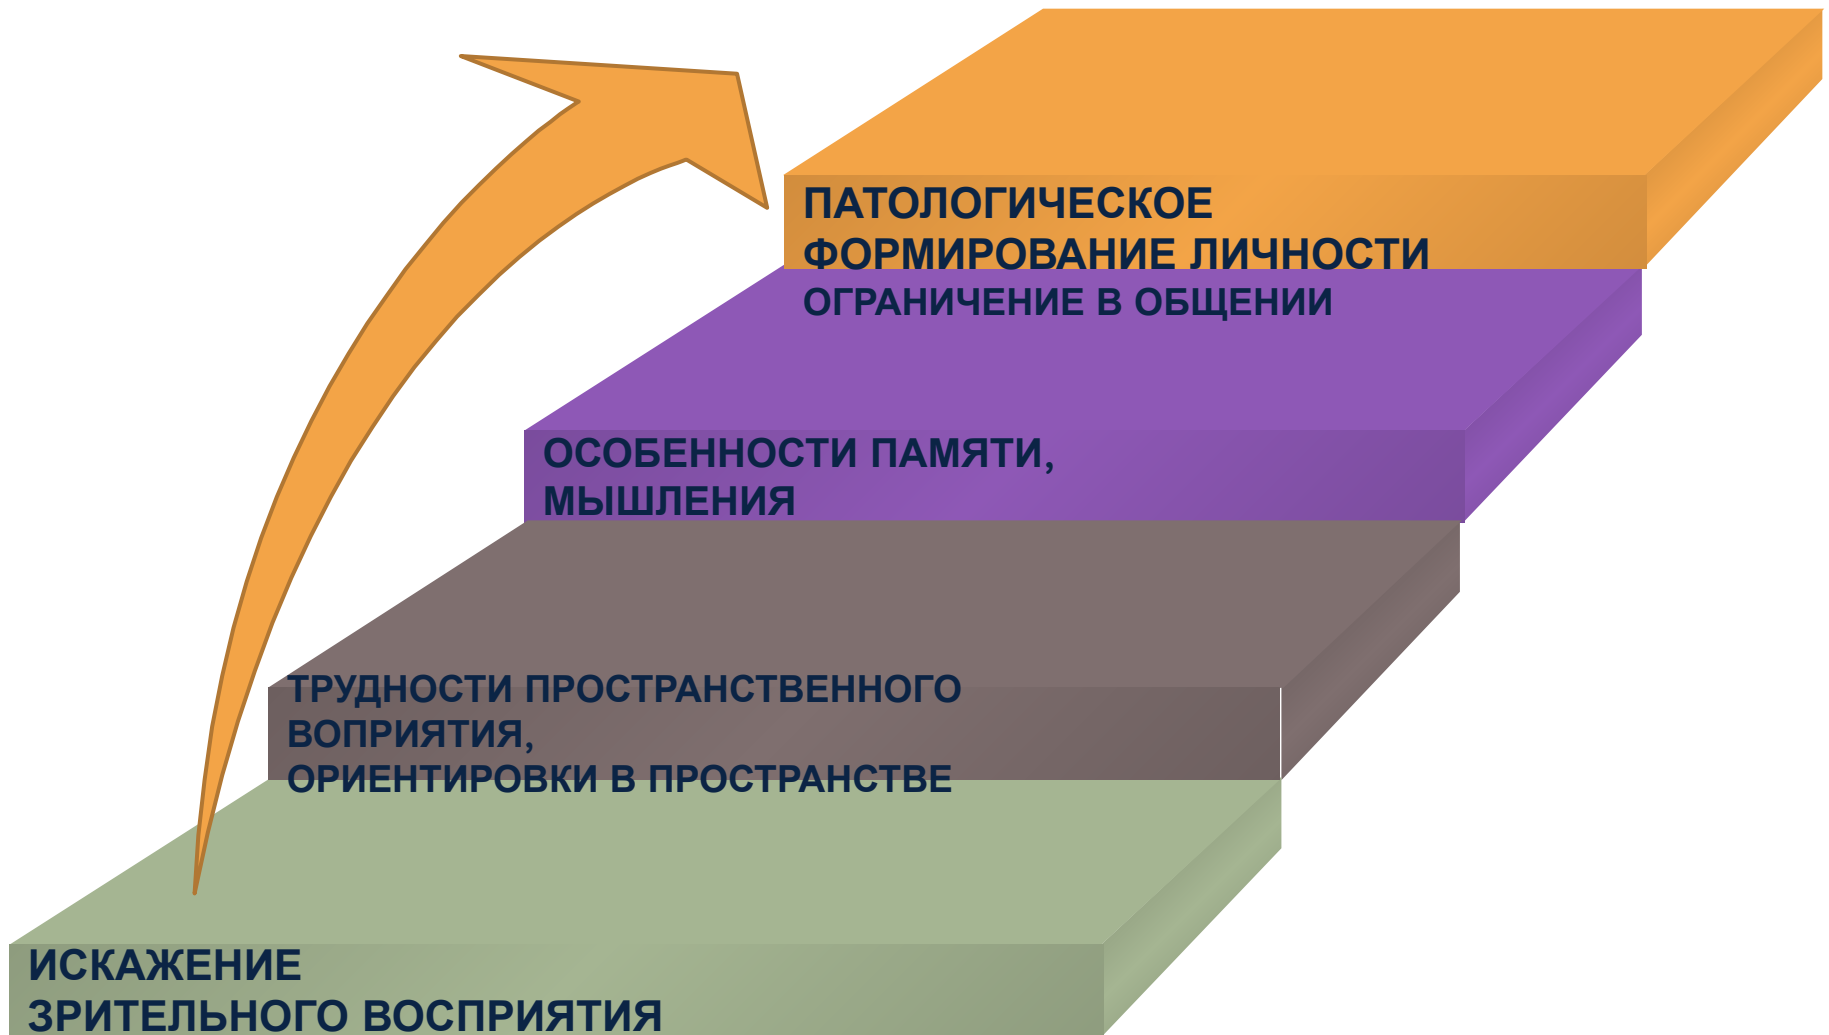 ПАТОЛОГИЧЕСКОЕ
ФОРМИРОВАНИЕ ЛИЧНОСТИ
ОГРАНИЧЕНИЕ В ОБЩЕНИИ
ОСОБЕННОСТИ ПАМЯТИ,
МЫШЛЕНИЯ
ТРУДНОСТИ ПРОСТРАНСТВЕННОГО
ВОПРИЯТИЯ,
ОРИЕНТИРОВКИ В ПРОСТРАНСТВЕ
ИСКАЖЕНИЕ
ЗРИТЕЛЬНОГО ВОСПРИЯТИЯ